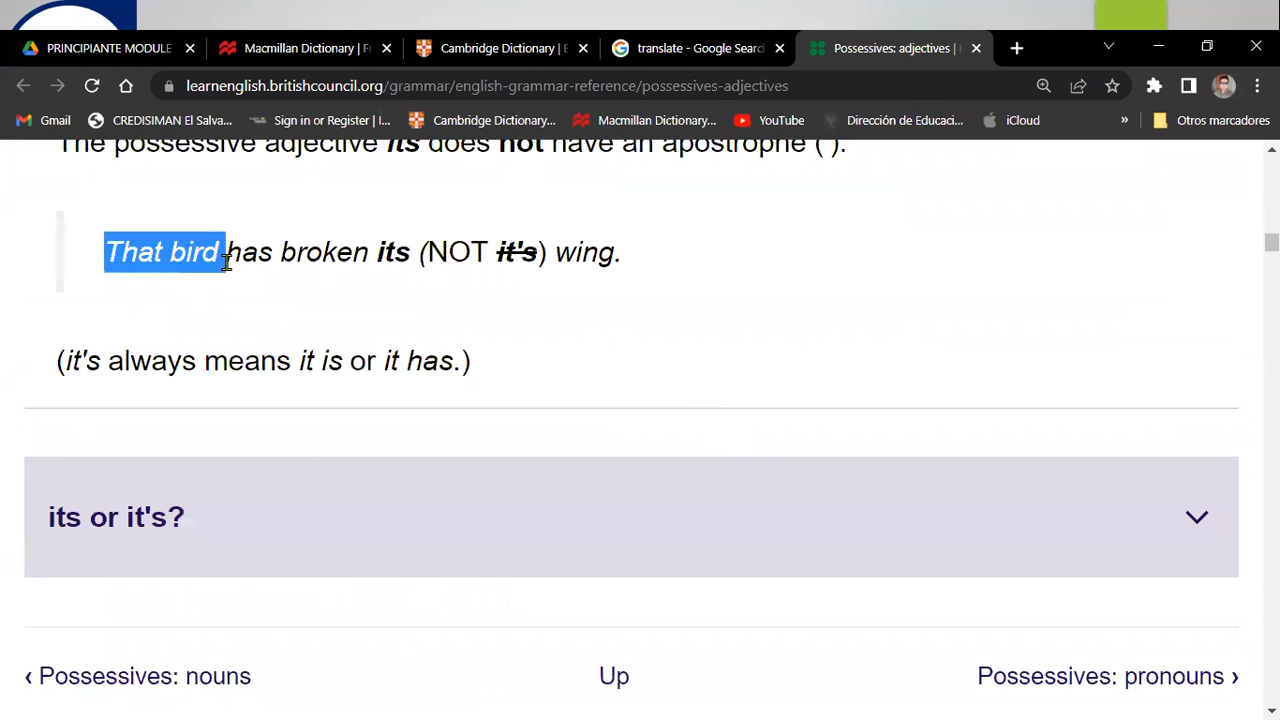 PRINCIPIANTE MODULE
Macmillan Dictionary | Fr
Cambridge Dictionary | E
translate - Google Searc
Possessives: adjectives |
learnenglish.britishcouncil.org/grammar/english-grammar-reference/possessives-adjectives
Gmail
CREDISIMAN El Salva...
Sign in or Register | I...
Cambridge Dictionary...
Macmillan Dictionary...
YouTube
Dirección de Educaci...
iCloud
»
Otros marcadores
The possessive adjective its does not have an apostrophe (').
That bird has broken its (NOT it's) wing.
(it's always means it is or it has.)
its or it's?
‹ Possessives: nouns
Up
Possessives: pronouns ›